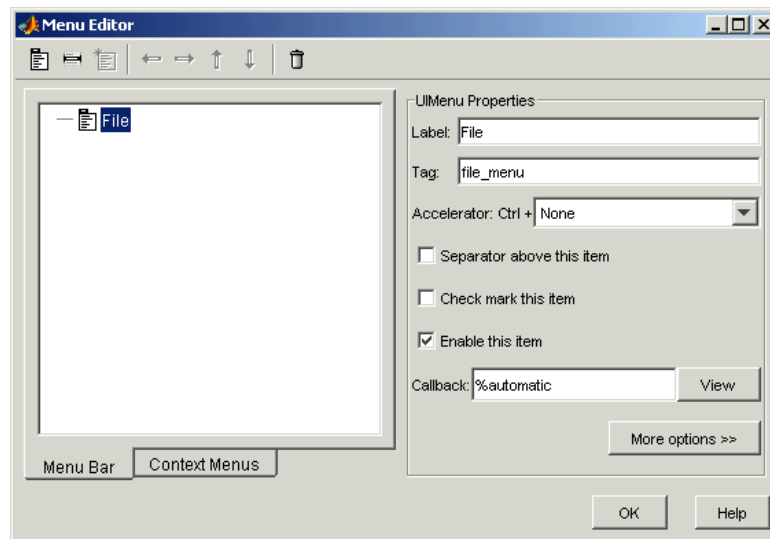 Menu Editor
File
UIMenu Properties
Label: File
Tag: file_menu
Accelerator: Ctrl + None
Separator above this item
Check mark this item
Enable this item
Callback: %automatic View
More options >>
Menu Bar Context Menus
OK Help